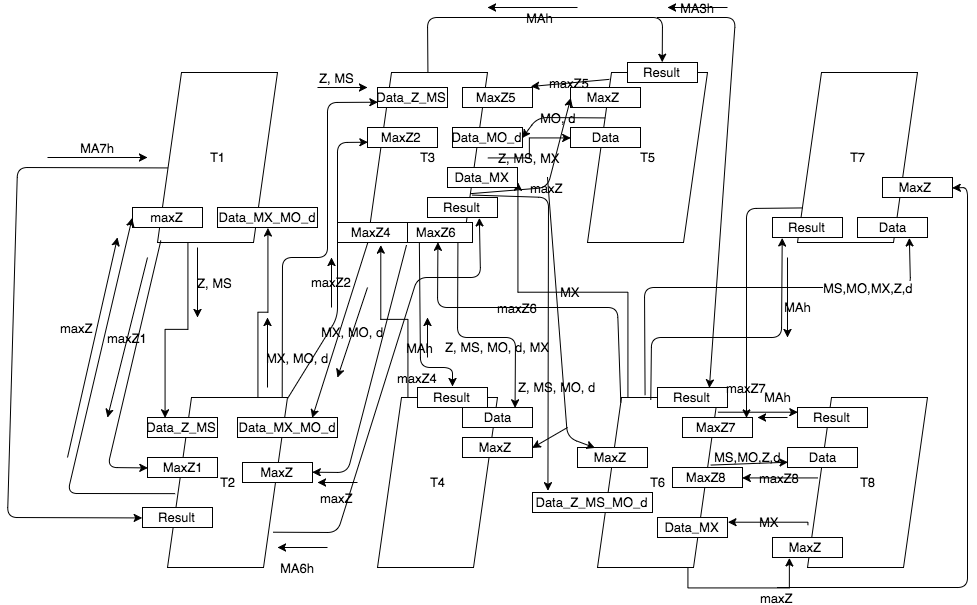 MAh
MA3h
Result
Z, MS
Data_Z_MS
MaxZ5
maxZ5
MaxZ
MO, d
MaxZ2
Data_MO_d
Data
MA7h
T1
T3
Z, MS, MX
T5
T7
Data_MX
maxZ
MaxZ
maxZ
Data_MX_MO_d
Result
Result
Data
MaxZ4
MaxZ6
maxZ2
Z, MS
MX
MS,MO,MX,Z,d
maxZ6
MAh
maxZ
maxZ1
MX, MO, d
MX, MO, d
MAh
Z, MS, MO, d, MX
maxZ4
Z, MS, MO, d
maxZ7
Result
Result
MAh
Data_Z_MS
Data_MX_MO_d
Data
MaxZ7
Result
MaxZ
MaxZ1
MaxZ
MaxZ
MS,MO,Z,d
Data
T2
T4
T6
MaxZ8
maxZ8
T8
maxZ
Data_Z_MS_MO_d
Result
Data_MX
MX
MaxZ
MA6h
maxZ